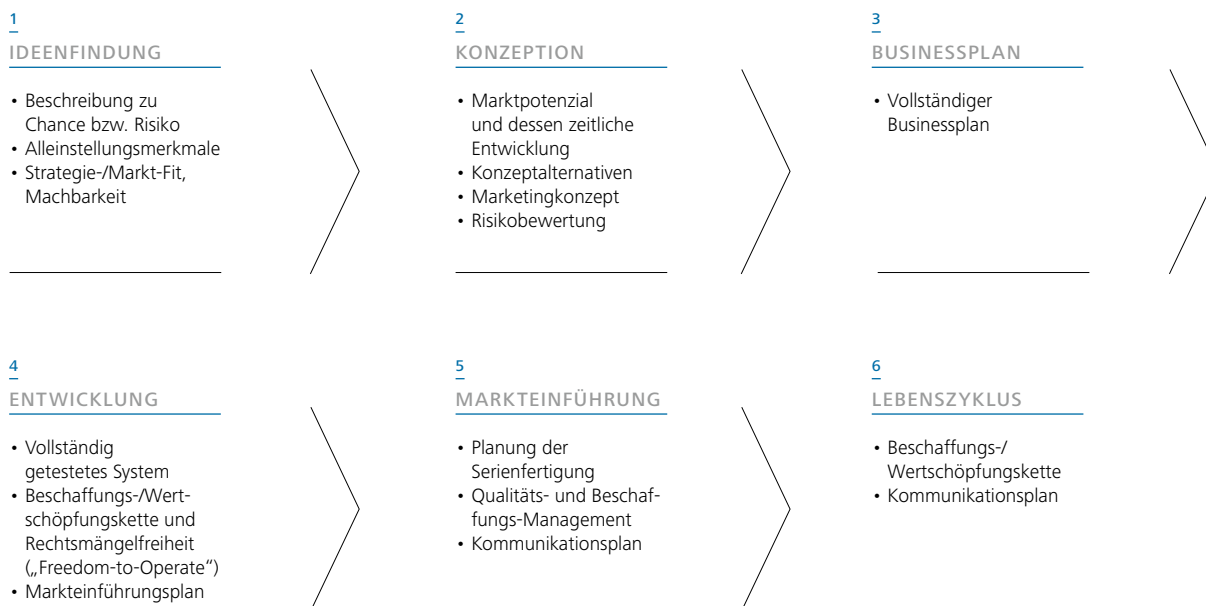 1
IDEENFINDUNG
• Beschreibung zu
Chance bzw. Risiko
• Alleinstellungsmerkmale
• Strategie-/Markt-Fit,
Machbarkeit
2
KONZEPTION
• Marktpotenzial
und dessen zeitliche
Entwicklung
• Konzeptalternativen
• Marketingkonzept
• Risikobewertung
3
BUSINESSPLAN
• Vollständiger
Businessplan
4
ENTWICKLUNG
• Vollständig
getestetes System
• Beschaffungs-/Wert-
schöpfungskette und
Rechtsmängelfreiheit
(„Freedom-to-Operate“)
• Markteinführungsplan
5
MARKTEINFÜHRUNG
• Planung der
Serienfertigung
• Qualitäts- und Beschaf-
fungs-Management
• Kommunikationsplan
6
LEBENSZYKLUS
• Beschaffungs-/
Wertschöpfungskette
• Kommunikationsplan